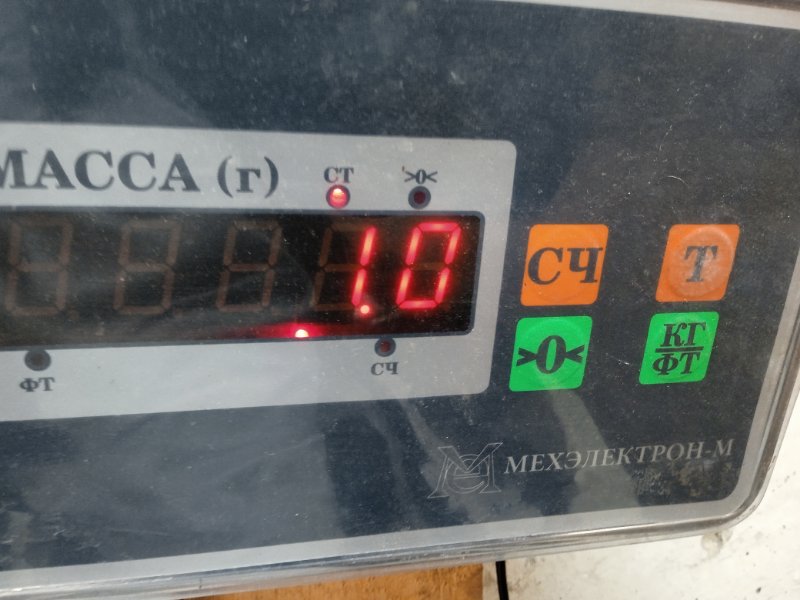 МАССА (г)
СТ >0<
1.0
СЧ Т
>0< КГ/ФТ
ФТ СЧ
МЕХЭЛЕКТРОН-М